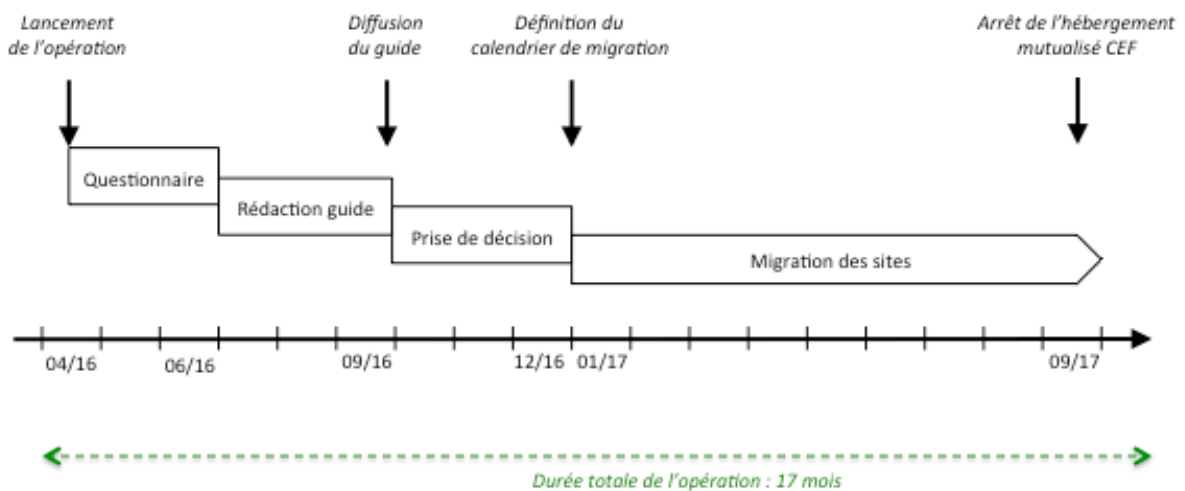 Lancement
de l’opération
Diffusion
du guide
Définition du
calendrier de migration
Arrêt de l’hébergement
mutualisé CEF
Questionnaire
Rédaction guide
Prise de décision
Migration des sites
04/16
06/16
09/16
12/16
01/17
09/17
Durée totale de l’opération : 17 mois